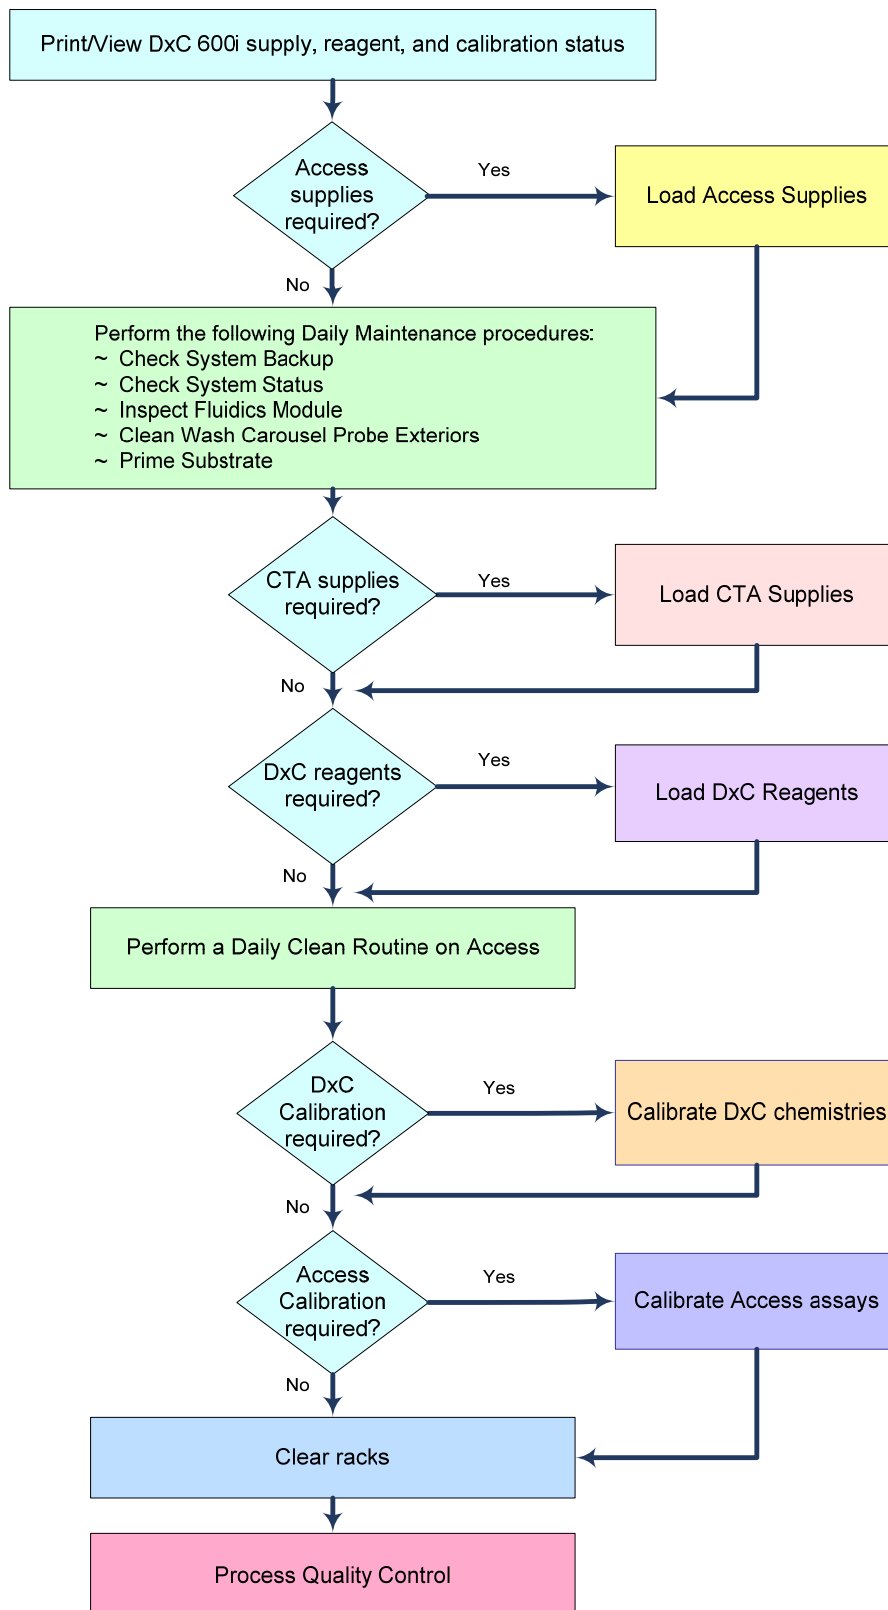 Print/View DxC 600i supply, reagent, and calibration status
Access
supplies
required?
Yes
Load Access Supplies
No
Perform the following Daily Maintenance procedures:
~ Check System Backup
~ Check System Status
~ Inspect Fluidics Module
~ Clean Wash Carousel Probe Exteriors
~ Prime Substrate
CTA supplies
required?
Yes
Load CTA Supplies
No
DxC reagents
required?
Yes
Load DxC Reagents
No
Perform a Daily Clean Routine on Access
DxC
Calibration
required?
Yes
Calibrate DxC chemistries
No
Access
Calibration
required?
Yes
Calibrate Access assays
No
Clear racks
Process Quality Control